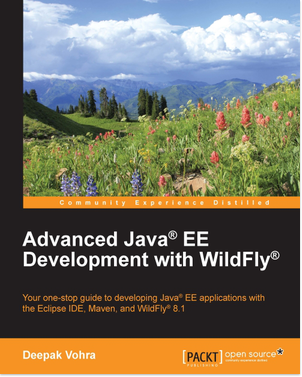 Community Experience Distilled
Advanced Java® EE
Development with WildFly®
Your one-stop guide to developing Java® EE applications with
the Eclipse IDE, Maven, and WildFly® 8.1
Deepak Vohra
[PACKT] open source*
PUBLISHING